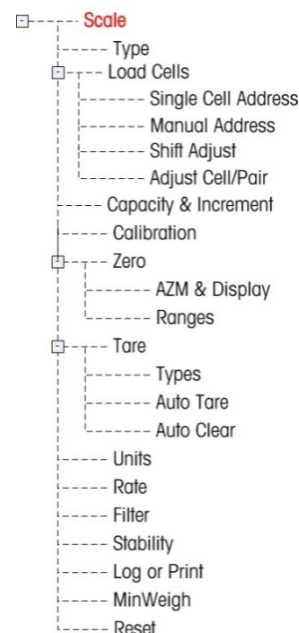 Scale
Type
Load Cells
Single Cell Address
Manual Address
Shift Adjust
Adjust Cell/Pair
Capacity & Increment
Calibration
Zero
AZM & Display
Ranges
Tare
Types
Auto Tare
Auto Clear
Units
Rate
Filter
Stability
Log or Print
MinWeigh
Reset